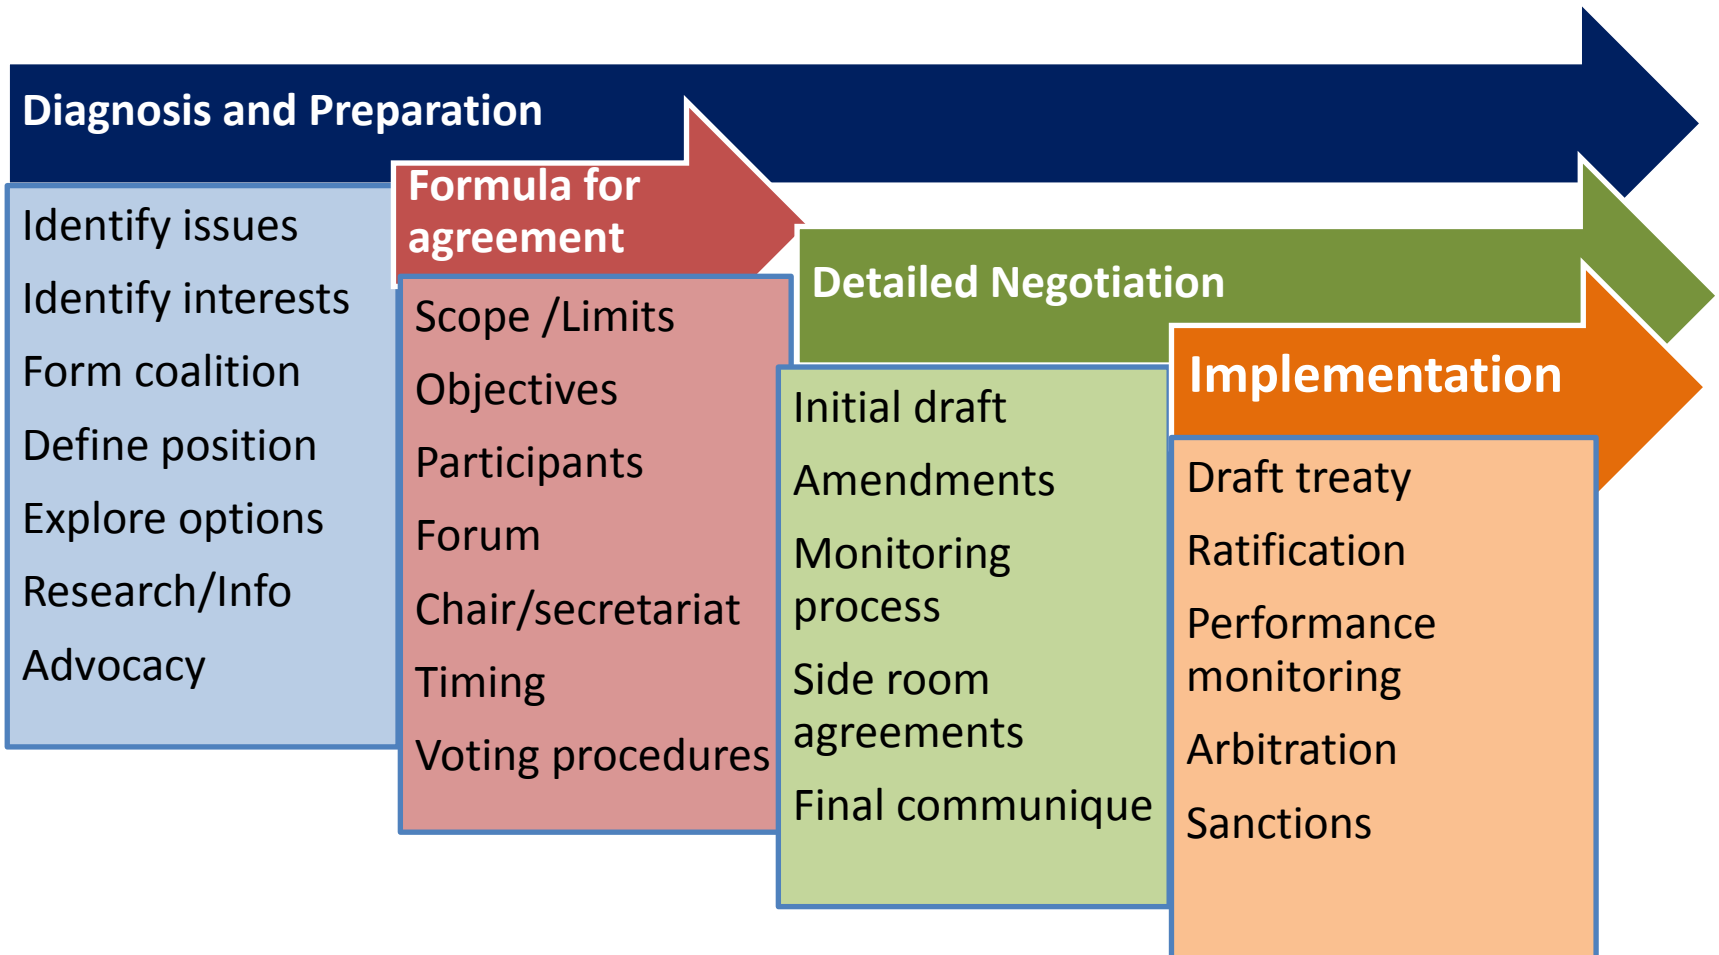 Diagnosis and Preparation
Identify issues
Identify interests
Form coalition
Define position
Explore options
Research/Info
Advocacy
Formula for
agreement
Scope /Limits
Objectives
Participants
Forum
Chair/secretariat
Timing
Voting procedures
Detailed Negotiation
Initial draft
Amendments
Monitoring
process
Side room
agreements
Final communique
Implementation
Draft treaty
Ratification
Performance
monitoring
Arbitration
Sanctions